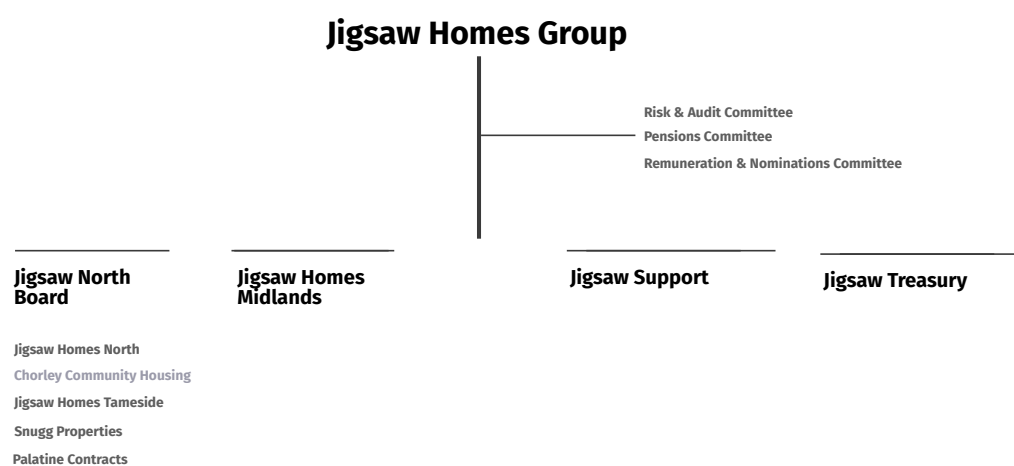 Jigsaw Homes Group
Risk & Audit Committee
Pensions Committee
Remuneration & Nominations Committee
Jigsaw North
Board
Jigsaw Homes
Midlands
Jigsaw Support
Jigsaw Treasury
Jigsaw Homes North
Chorley Community Housing
Jigsaw Homes Tameside
Snugg Properties
Palatine Contracts